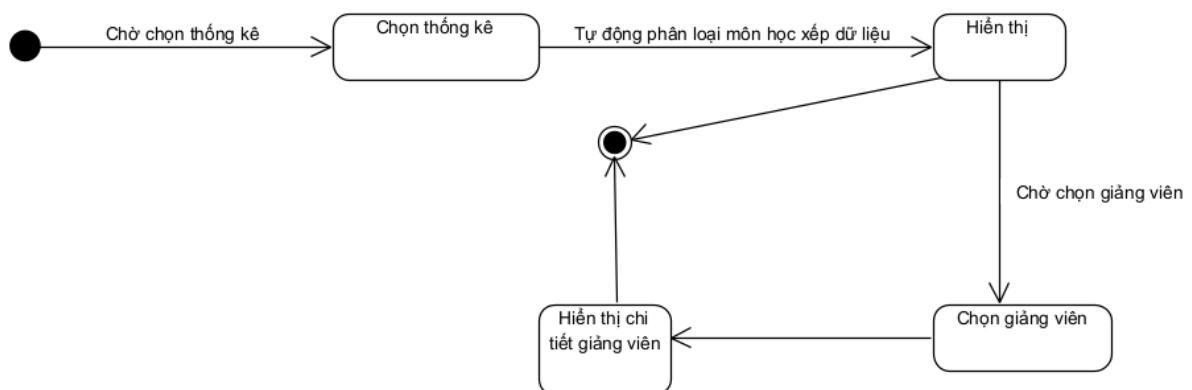 Chờ chọn thống kê
Chọn thống kê
Tự động phân loại môn học xếp dữ liệu
Hiển thị
Chờ chọn giảng viên
Hiển thị chi
tiết giảng viên
Chọn giảng viên